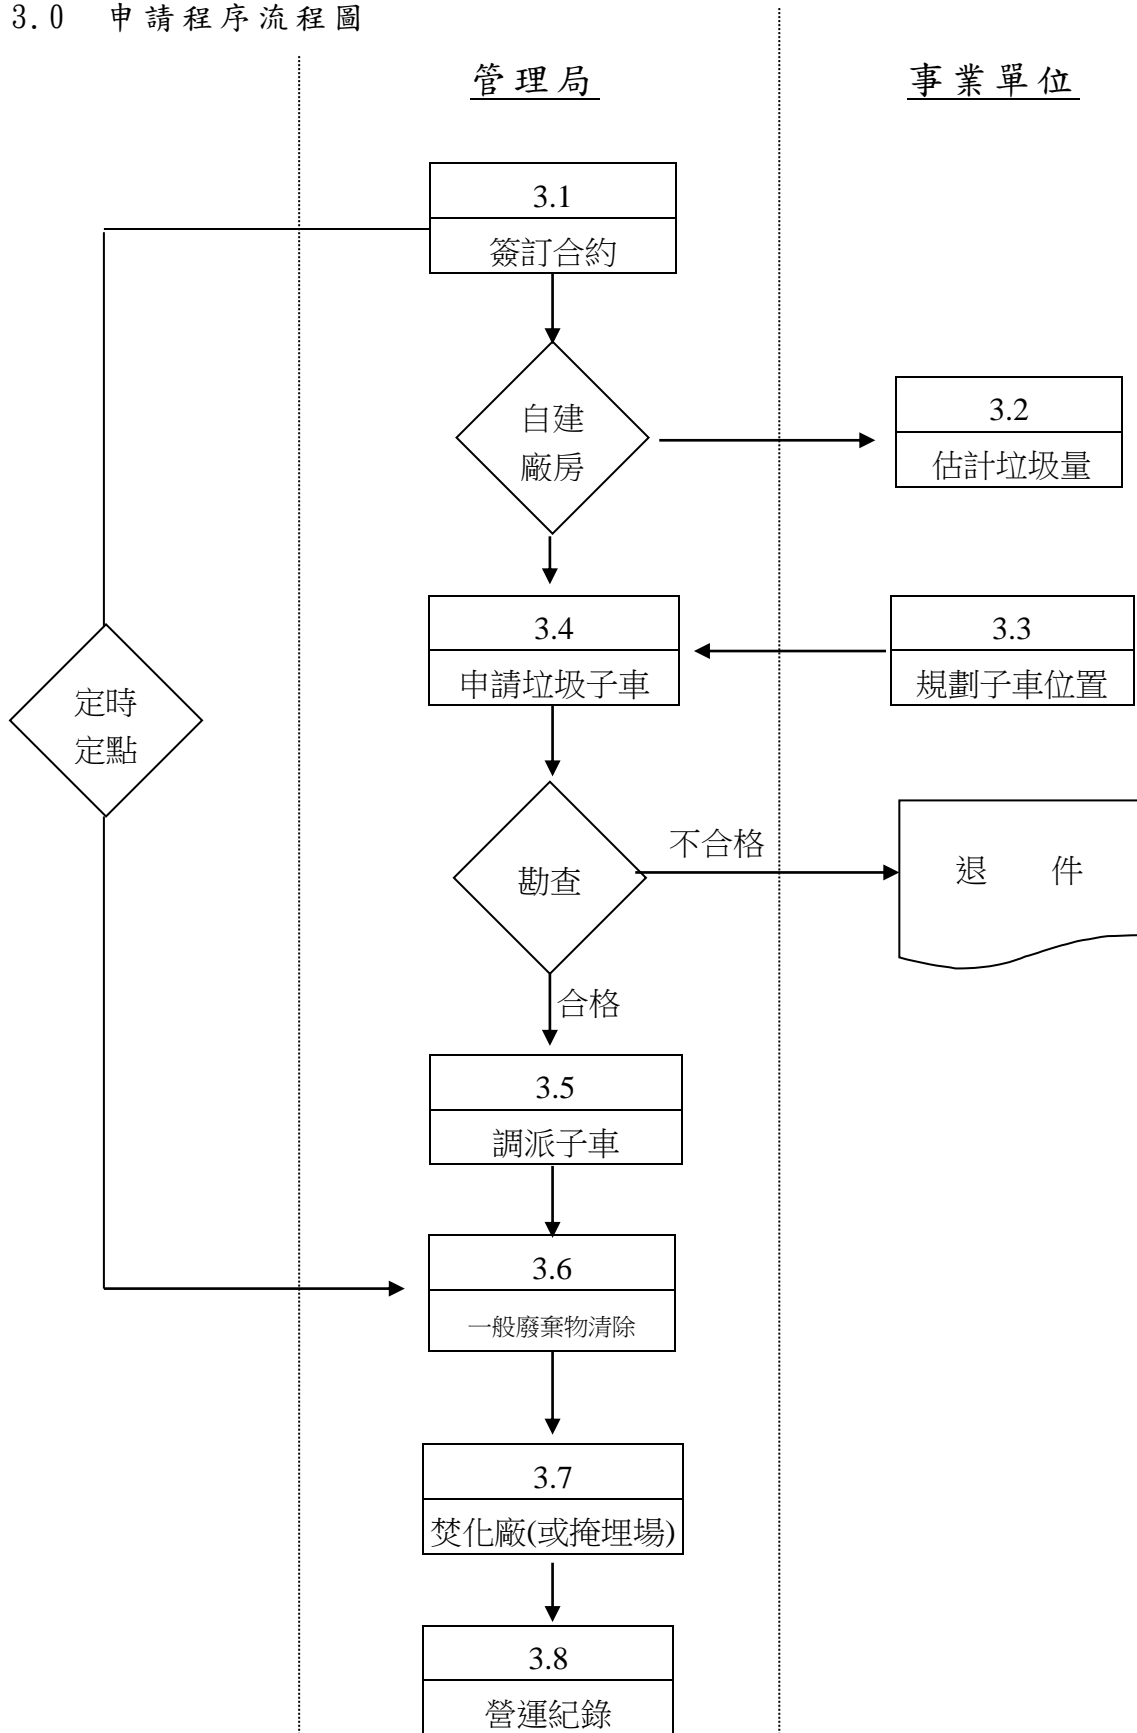 3.0 申請程序流程圖
管理局
事業單位
3.1
簽訂合約
自建
廠房
3.2
估計垃圾量
3.4
申請垃圾子車
3.3
規劃子車位置
定時
定點
不合格
勘查
退 件
合格
3.5
調派子車
3.6
一般廢棄物清除
3.7
焚化廠(或掩埋場)
3.8
營運紀錄